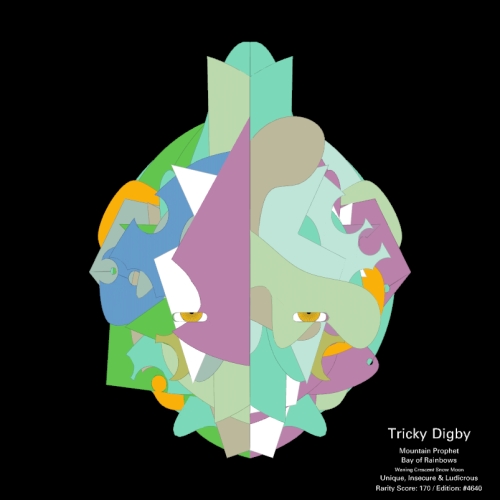 Tricky Digby
Mountain Prophet
Bay of Rainbows
Waning Crescent Snow Moon
Unique, Insecure & Ludicrous
Rarity Score: 170 / Edition: #4640